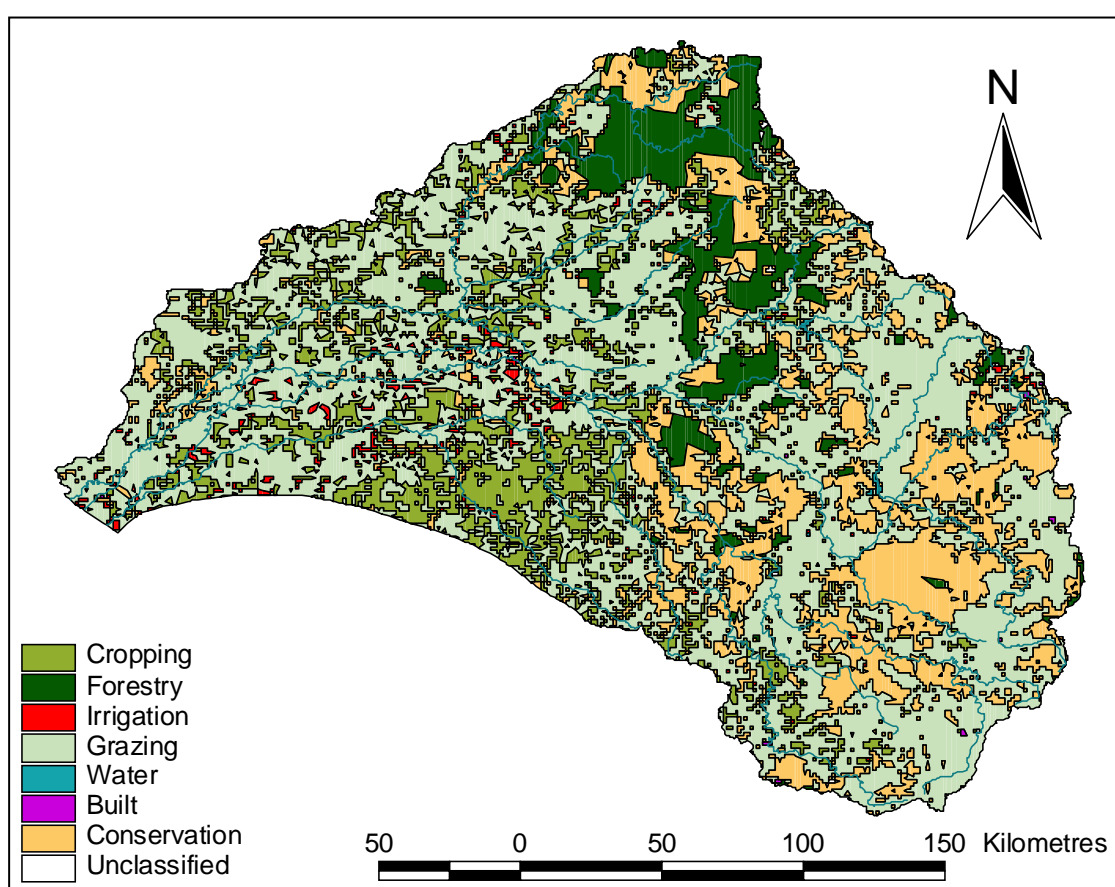 N
Cropping
Forestry
Irrigation
Grazing
Water
Built
Conservation
Unclassified
50 0 50 100 150 Kilometres